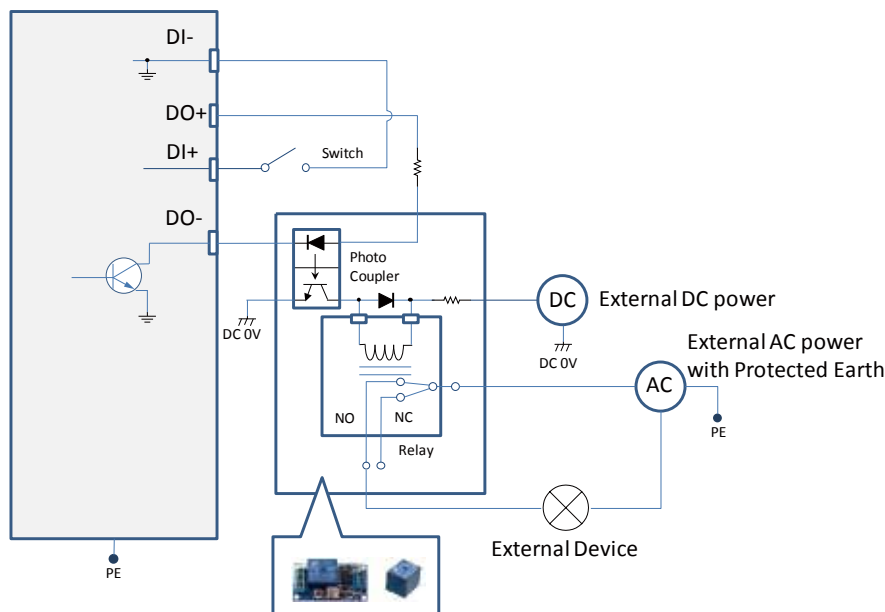 DI-
DO+
DI+
Switch
DO-
Photo
Coupler
DC 0V
DC
External DC power
DC 0V
External AC power
with Protected Earth
AC
PE
NO
NC
Relay
External Device
PE